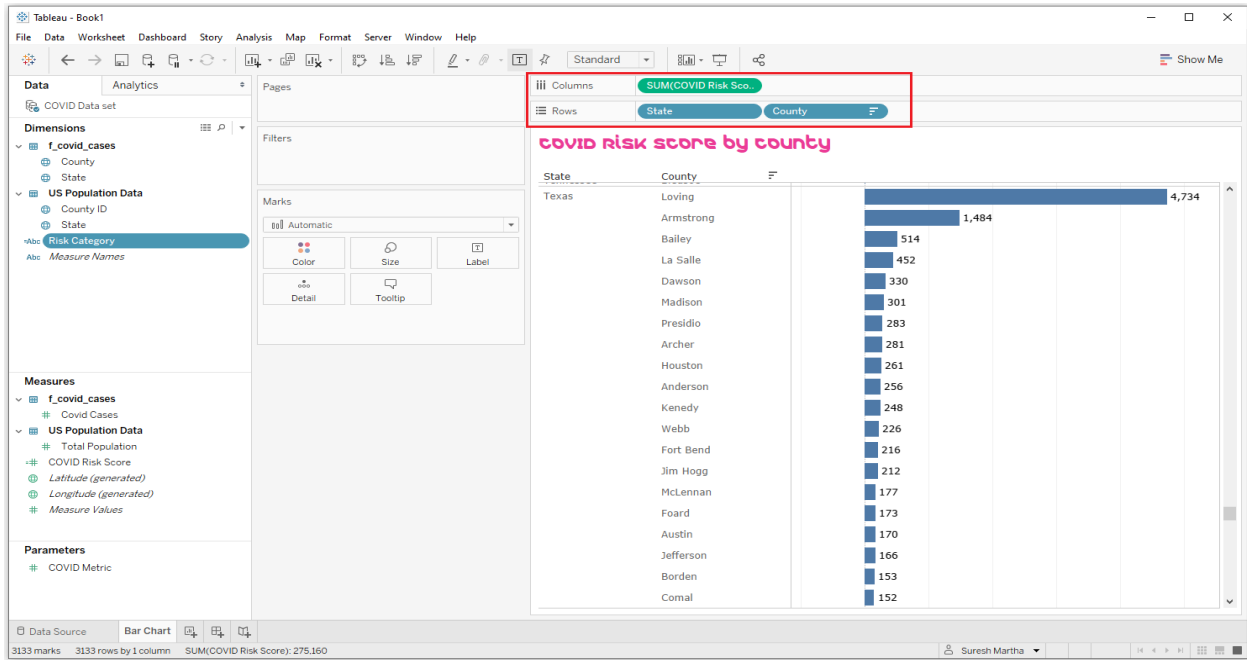 Tableau - Book1
File Data Worksheet Dashboard Story Analysis Map Format Server Window Help
Standard
Show Me
Data Analytics
COVID Data set
Dimensions
f_covid_cases
County
State
US Population Data
County ID
State
Abc Risk Category
Abc Measure Names
Measures
f_covid_cases
# Covid Cases
US Population Data
# Total Population
# COVID Risk Score
Latitude (generated)
Longitude (generated)
# Measure Values
Parameters
# COVID Metric
Pages
Filters
Marks
Automatic
Color Size Label
Detail Tooltip
Columns SUM(COVID Risk Sco..
Rows State County
COVID Risk Score by County
State County
Texas Loving 4,734
Armstrong 1,484
Bailey 514
La Salle 452
Dawson 330
Madison 301
Presidio 283
Archer 281
Houston 261
Anderson 256
Kenedy 248
Webb 226
Fort Bend 216
Jim Hogg 212
McLennan 177
Foard 173
Austin 170
Jefferson 166
Borden 153
Comal 152
Data Source Bar Chart
3133 marks 3133 rows by 1 column SUM(COVID Risk Score): 275,160 Suresh Martha